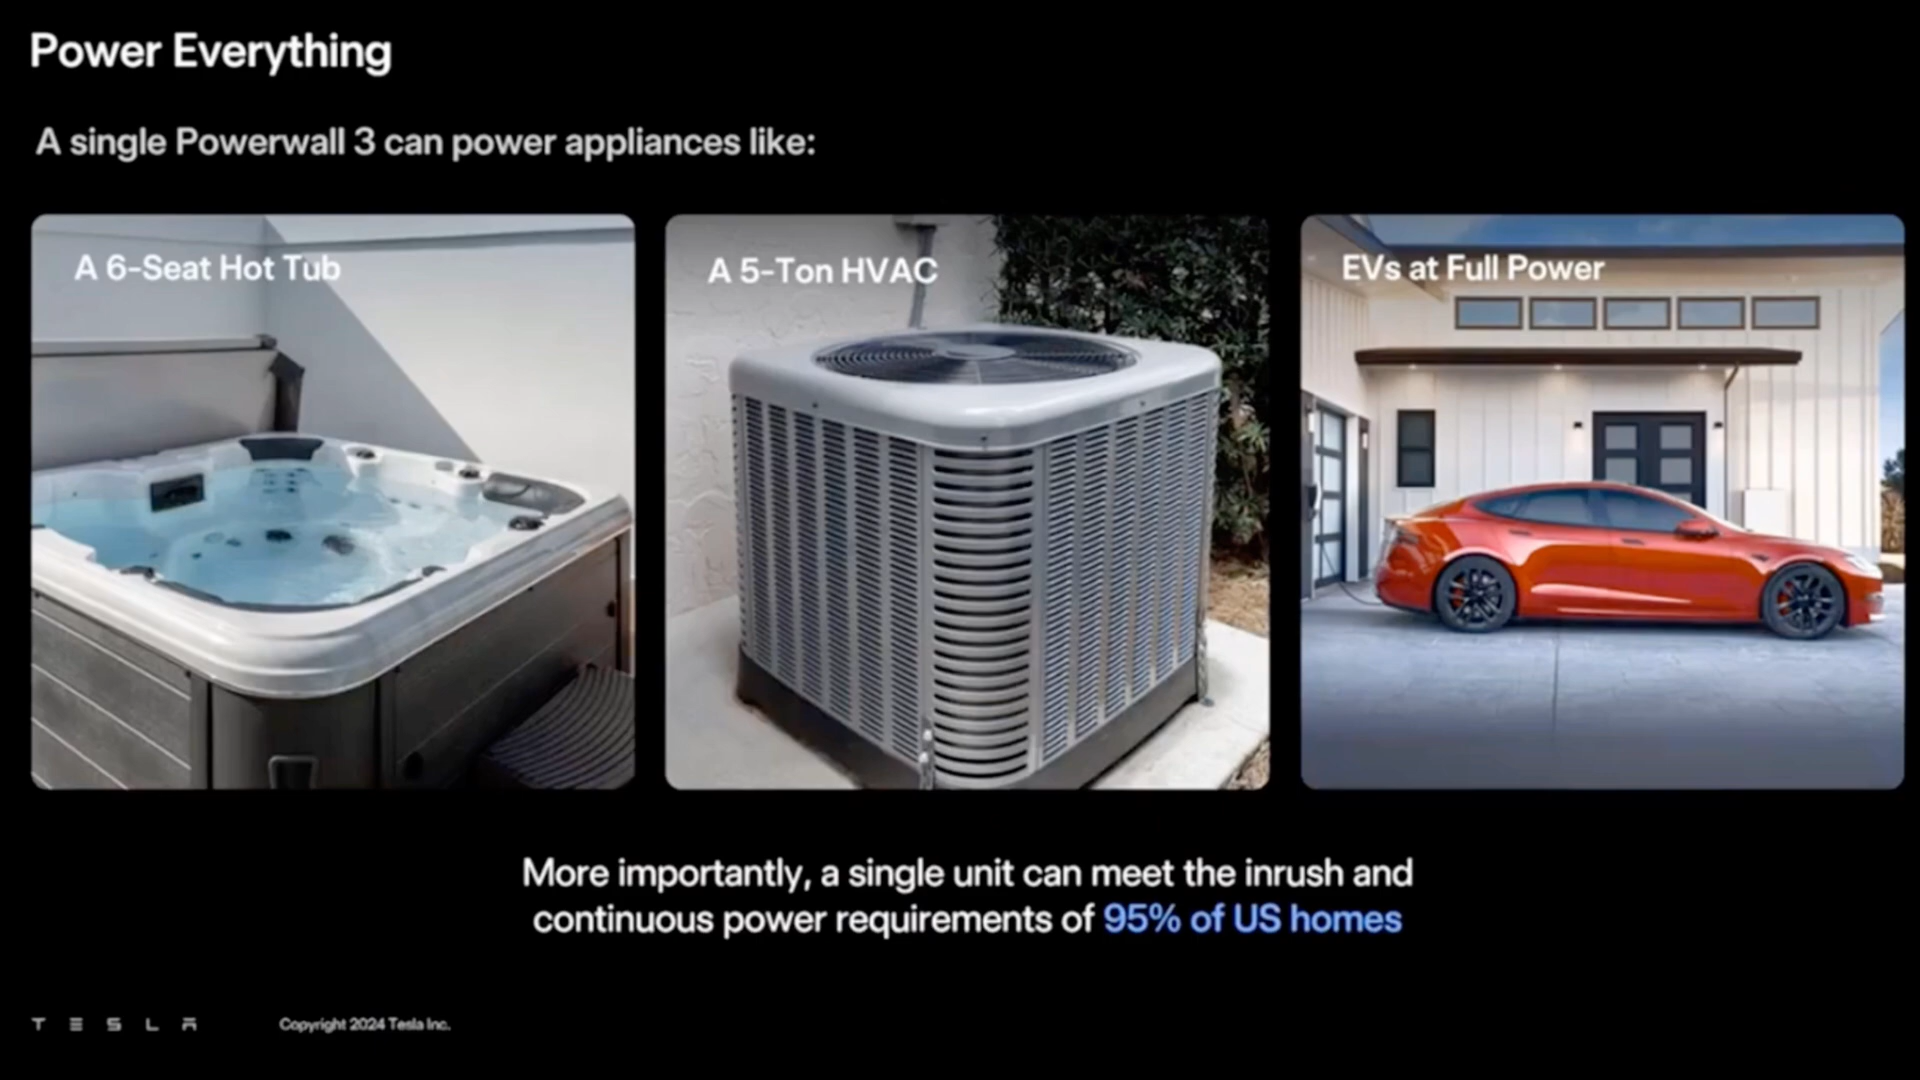 Power Everything
A single Powerwall 3 can power appliances like:
A 6-Seat Hot Tub
A 5-Ton HVAC
EVs at Full Power
More importantly, a single unit can meet the inrush and
continuous power requirements of 95% of US homes
TESLA
Copyright 2024 Tesla Inc.